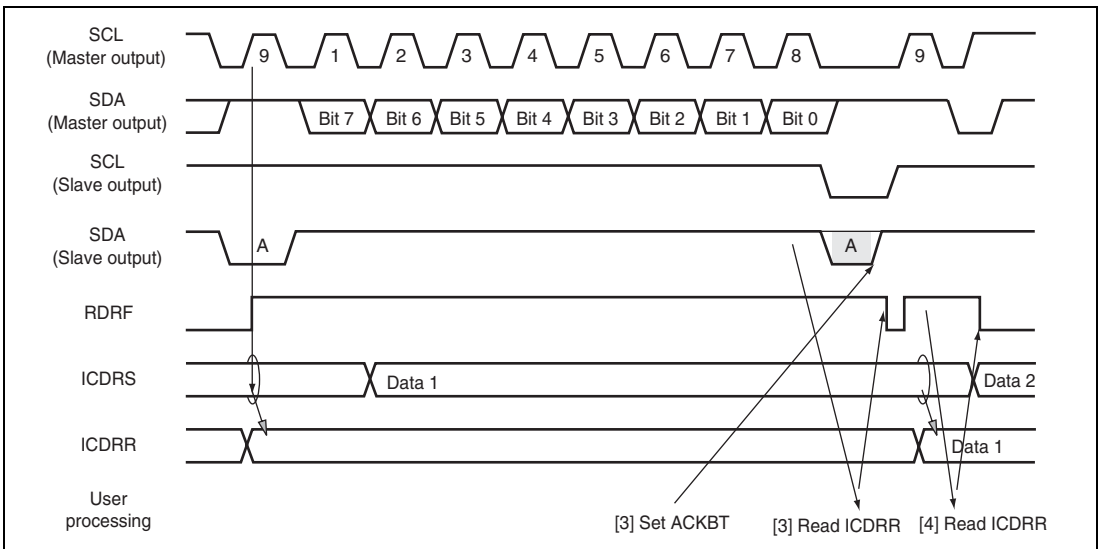 SCL
(Master output)
9 1 2 3 4 5 6 7 8 9
SDA
(Master output)
Bit 7 Bit 6 Bit 5 Bit 4 Bit 3 Bit 2 Bit 1 Bit 0
SCL
(Slave output)
SDA
(Slave output)
A A
RDRF
ICDRS
Data 1 Data 2
ICDRR
Data 1
User
processing
[3] Set ACKBT [3] Read ICDRR [4] Read ICDRR